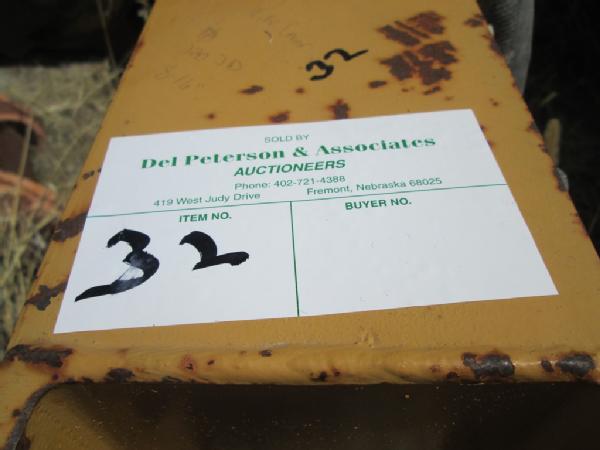 32
SOLD BY
Del Peterson & Associates
AUCTIONEERS
Phone: 402-721-4388
419 West Judy Drive Fremont, Nebraska 68025
ITEM NO. BUYER NO.
32